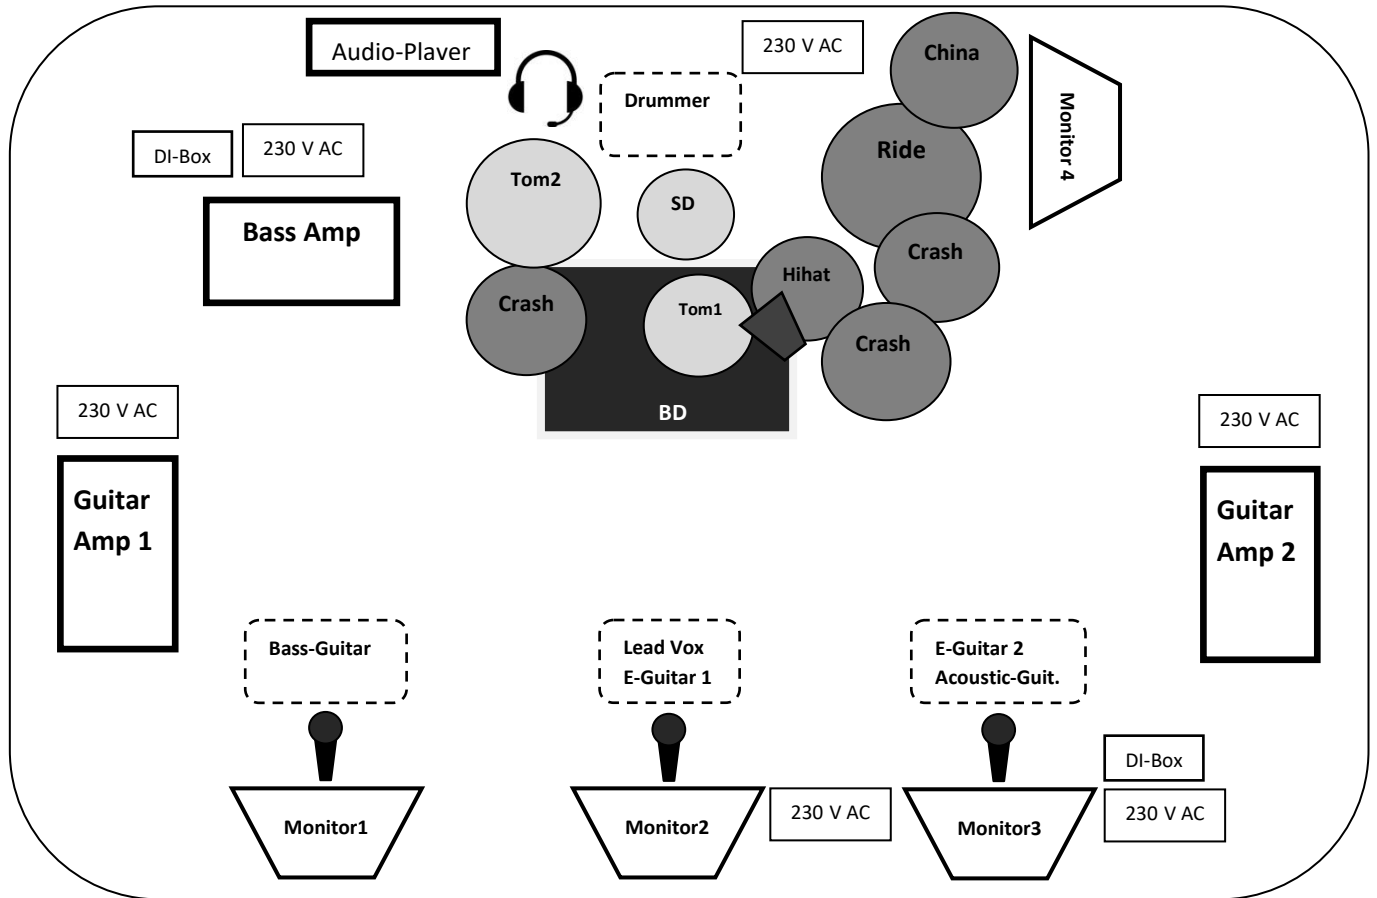 Audio-Plaver
230 V AC
China
Drummer
Monitor 4
DI-Box
230 V AC
Ride
Tom2
SD
Bass Amp
Crash
Hihat
Crash
Tom1
Crash
BD
230 V AC
230 V AC
Guitar
Amp 1
Guitar
Amp 2
Bass-Guitar
Lead Vox
E-Guitar 1
E-Guitar 2
Acoustic-Guit.
DI-Box
Monitor1
Monitor2
230 V AC
Monitor3
230 V AC